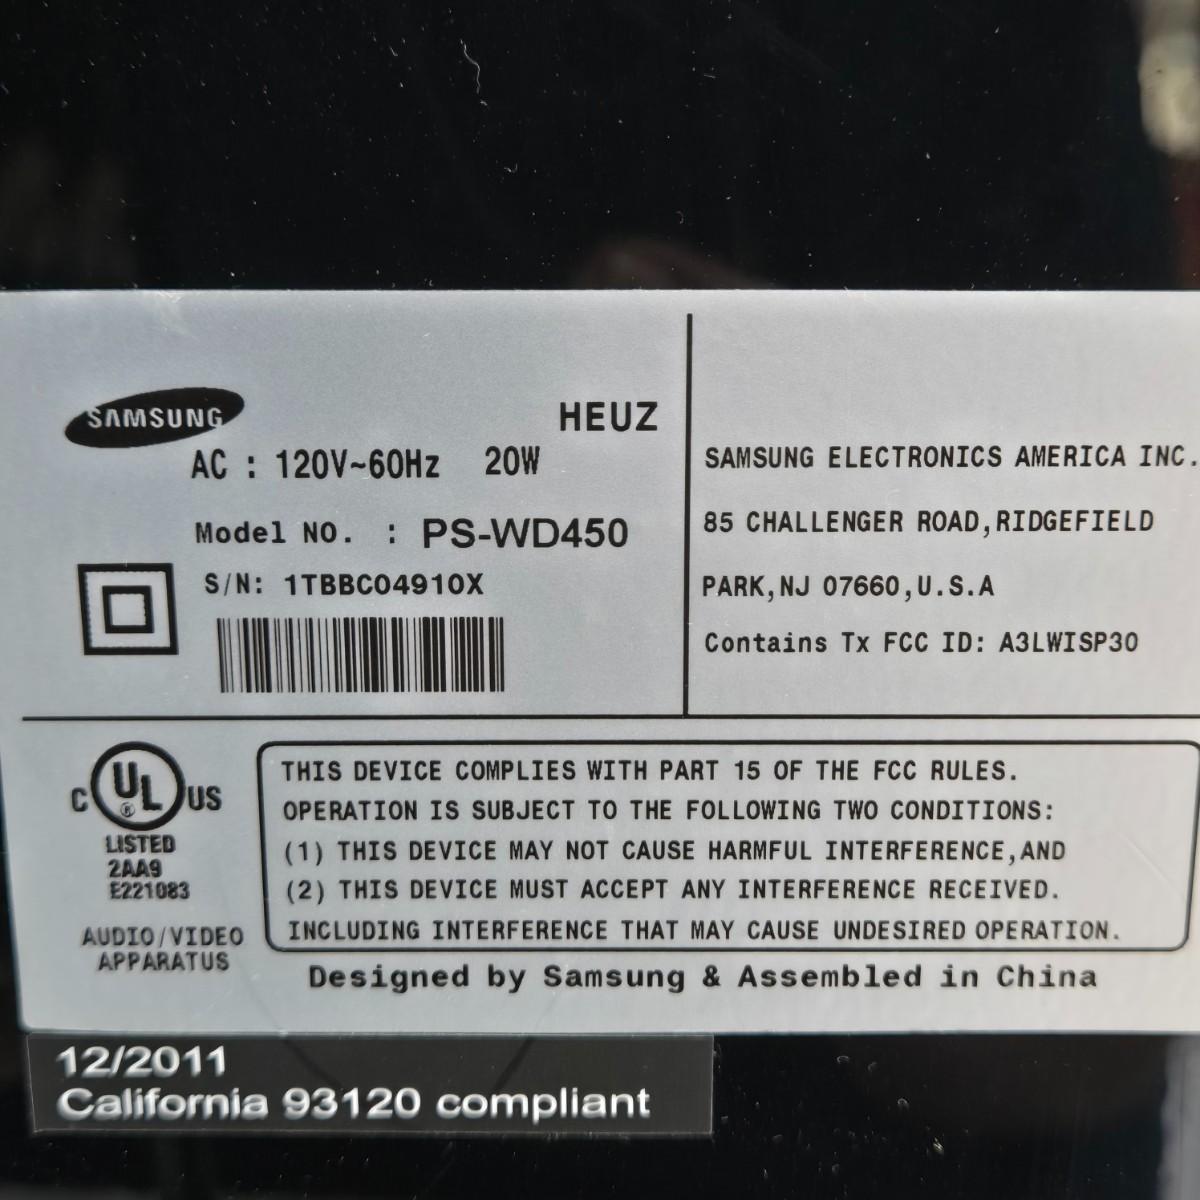 SAMSUNG
HEUZ
AC : 120V~60Hz 20W
Model NO. : PS-WD450
S/N: 1TBBC04910X
SAMSUNG ELECTRONICS AMERICA INC.
85 CHALLENGER ROAD,RIDGEFIELD
PARK,NJ 07660,U.S.A
Contains Tx FCC ID: A3LWISP30
C UL ® US
LISTED
2AA9
E221083
AUDIO/VIDEO
APPARATUS
THIS DEVICE COMPLIES WITH PART 15 OF THE FCC RULES.
OPERATION IS SUBJECT TO THE FOLLOWING TWO CONDITIONS:
(1) THIS DEVICE MAY NOT CAUSE HARMFUL INTERFERENCE,AND
(2) THIS DEVICE MUST ACCEPT ANY INTERFERENCE RECEIVED.
INCLUDING INTERFERENCE THAT MAY CAUSE UNDESIRED OPERATION.
Designed by Samsung & Assembled in China
12/2011
California 93120 compliant